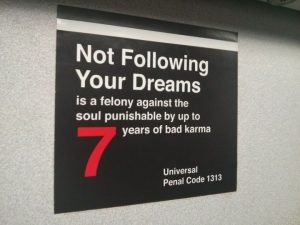 Not Following
Your Dreams
is a felony against the
soul punishable by up to
7 years of bad karma
Universal
Penal Code 1313